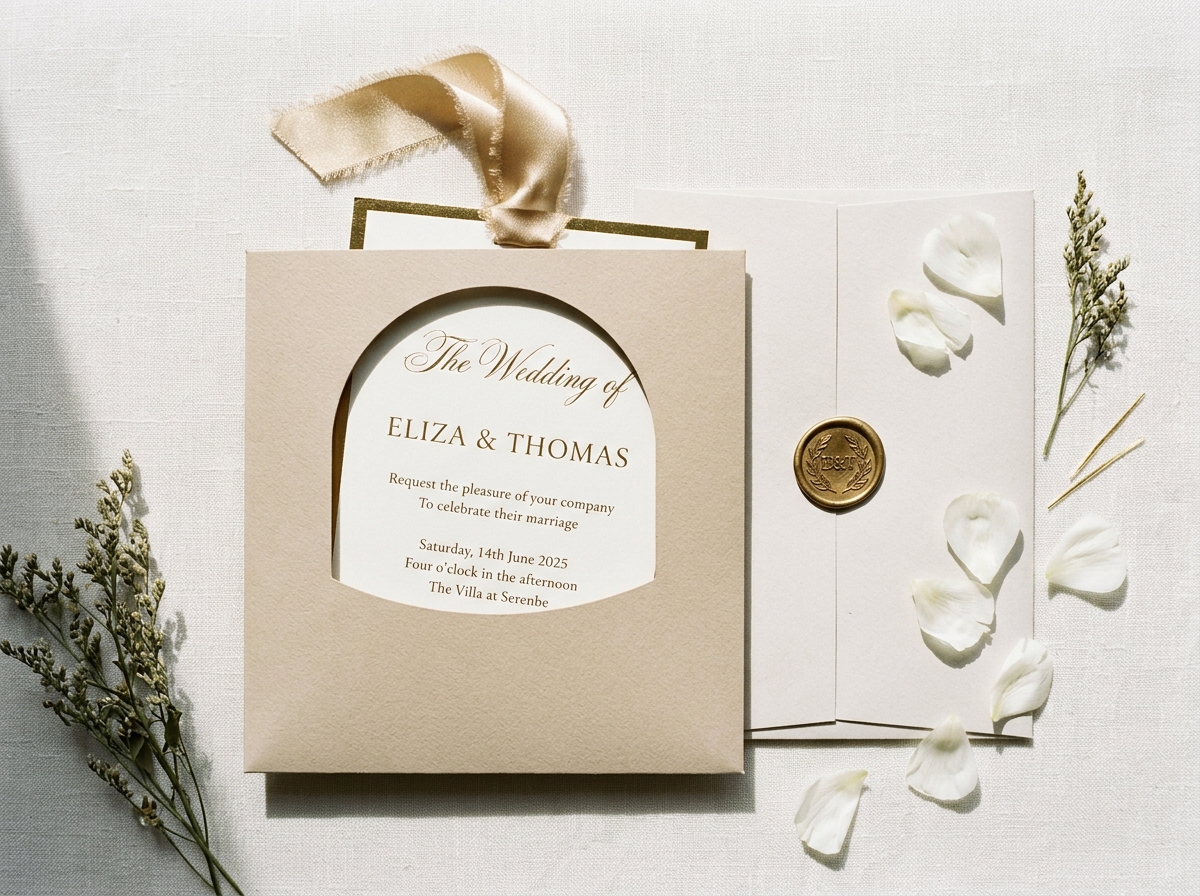 The Wedding of
ELIZA & THOMAS
Request the pleasure of your company
To celebrate their marriage
Saturday, 14th June 2025
Four o'clock in the afternoon
The Villa at Serenbe